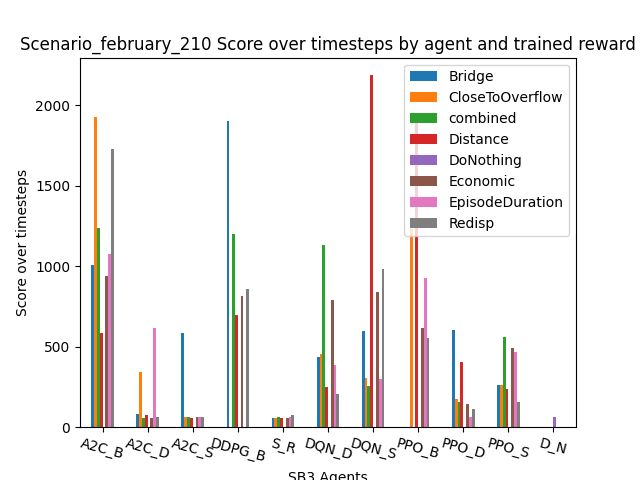 Scenario_february_210 Score over timesteps by agent and trained reward
Score over timesteps
2000
1500
1000
500
0
Bridge
CloseToOverflow
combined
Distance
DoNothing
Economic
EpisodeDuration
Redisp
A2C_B
A2C_D
A2C_S
DDPG_B
S_R
DQN_D
DQN_S
PPO_B
PPO_D
PPO_S
D_N
SB3 Agents